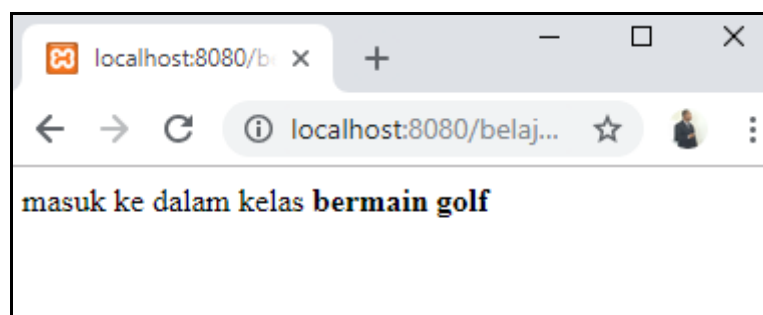 localhost:8080/b
localhost:8080/belaj...
masuk ke dalam kelas bermain golf